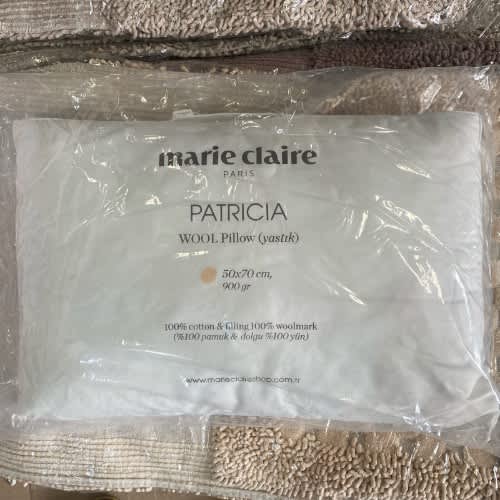 marie claire
PARIS
PATRICIA
WOOL Pillow (yastık)
50x70 cm,
900 gr
100% cotton & filling 100% woolmark
(%100 pamuk & dolgu %100 yün)
www.marieclaireshop.com.tr